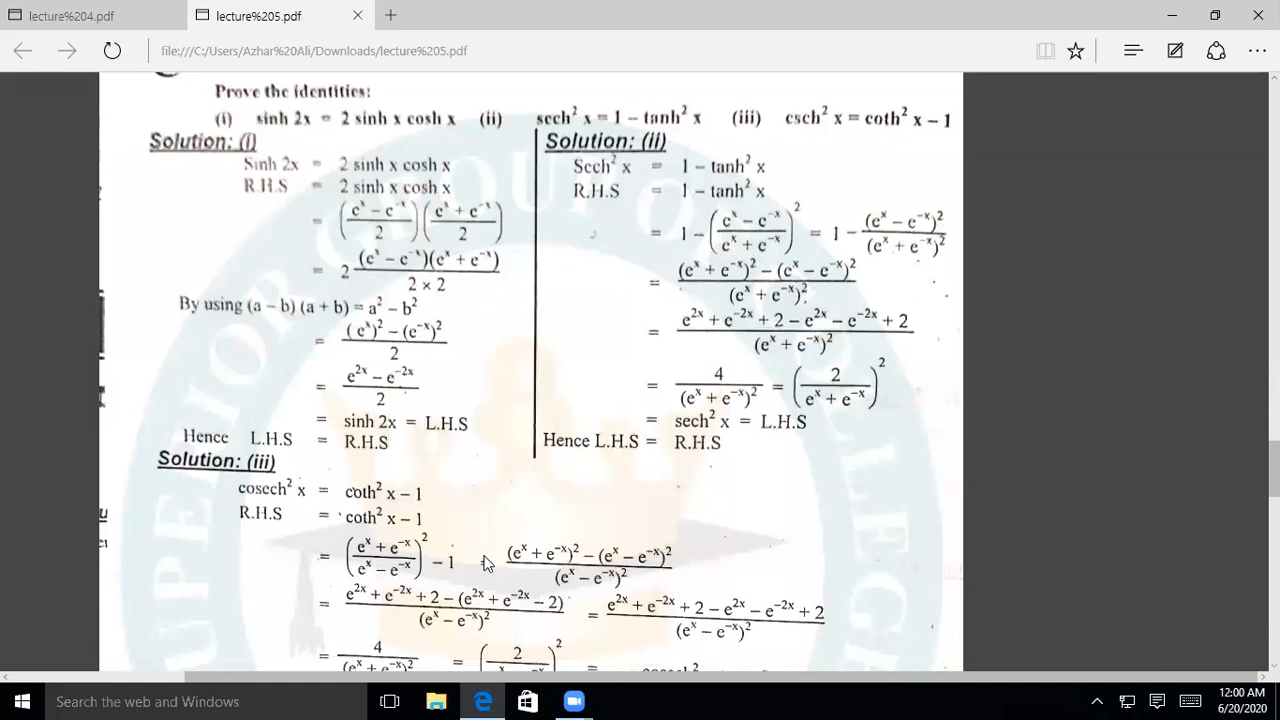 lecture%204.pdf
lecture%205.pdf
file:///C:/Users/Azhar%20Ali/Downloads/lecture%205.pdf
Prove the identities:
(i) sinh 2x = 2 sinh x cosh x (ii) sech² x = 1 – tanh² x (iii) csch² x = coth² x – 1
Solution: (i)
Sinh 2x = 2 sinh x cosh x
R.H.S = 2 sinh x cosh x
= ((eˣ – e⁻ˣ)/2)((eˣ + e⁻ˣ)/2)
= 2 (eˣ – e⁻ˣ)(eˣ + e⁻ˣ)/(2 × 2)
By using (a – b) (a + b) = a² – b²
= ((eˣ)² – (e⁻ˣ)²)/2
= (e²ˣ – e⁻²ˣ)/2
= sinh 2x = L.H.S
Hence L.H.S = R.H.S
Solution: (ii)
Sech² x = 1 – tanh² x
R.H.S = 1 – tanh² x
= 1 – ((eˣ – e⁻ˣ)/(eˣ + e⁻ˣ))² = 1 – (eˣ – e⁻ˣ)²/(eˣ + e⁻ˣ)²
= ((eˣ + e⁻ˣ)² – (eˣ – e⁻ˣ)²)/(eˣ + e⁻ˣ)²
= (e²ˣ + e⁻²ˣ + 2 – e²ˣ – e⁻²ˣ + 2)/(eˣ + e⁻ˣ)²
= 4/(eˣ + e⁻ˣ)² = (2/(eˣ + e⁻ˣ))²
= sech² x = L.H.S
Hence L.H.S = R.H.S
Solution: (iii)
cosech² x = coth² x – 1
R.H.S = coth² x – 1
= ((eˣ + e⁻ˣ)/(eˣ – e⁻ˣ))² – 1 = ((eˣ + e⁻ˣ)² – (eˣ – e⁻ˣ)²)/(eˣ – e⁻ˣ)²
= (e²ˣ + e⁻²ˣ + 2 – (e²ˣ + e⁻²ˣ – 2))/(eˣ – e⁻ˣ)² = (e²ˣ + e⁻²ˣ + 2 – e²ˣ – e⁻²ˣ + 2)/(eˣ – e⁻ˣ)²
Search the web and Windows
12:00 AM
6/20/2020